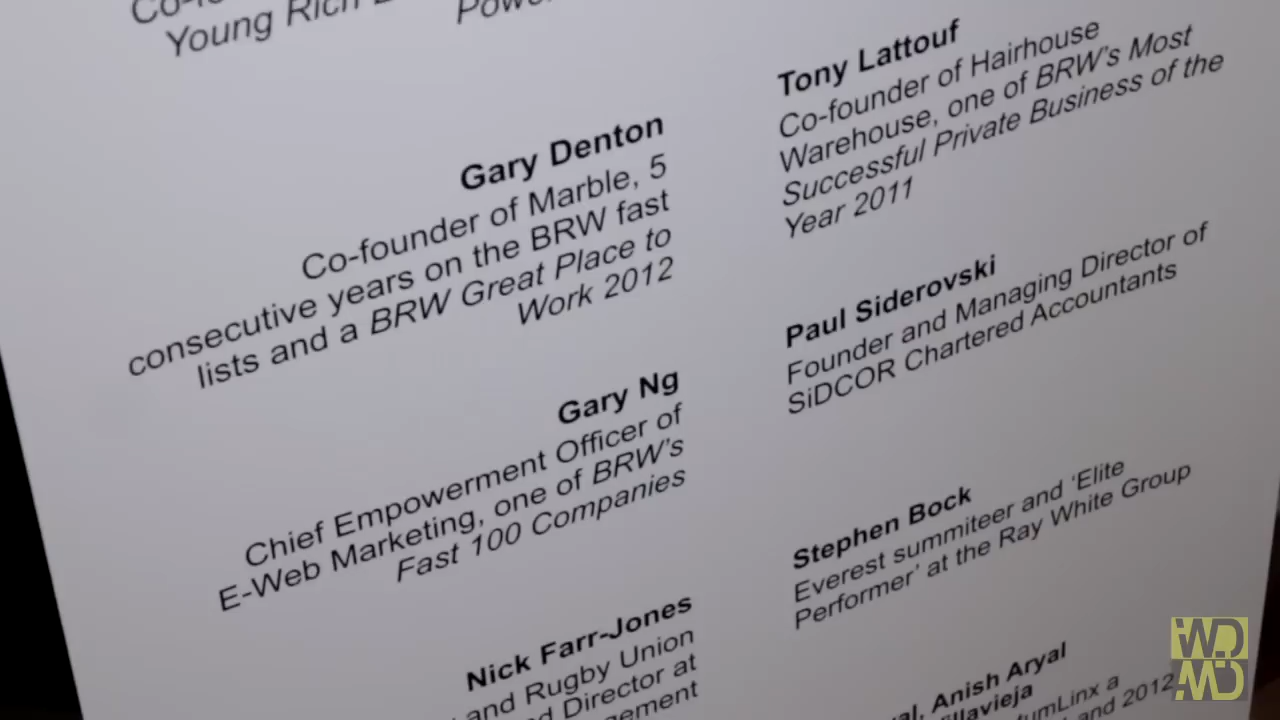 Young Rich
Gary Denton
Co-founder of Marble, 5
consecutive years on the BRW fast
lists and a BRW Great Place to
Work 2012
Gary Ng
Chief Empowerment Officer of
E-Web Marketing, one of BRW's
Fast 100 Companies
Nick Farr-Jones
and Rugby Union
Director at
Tony Lattouf
Co-founder of Hairhouse
Warehouse, one of BRW's Most
Successful Private Business of the
Year 2011
Paul Siderovski
Founder and Managing Director of
SiDCOR Chartered Accountants
Stephen Bock
Everest summiteer and 'Elite
Performer' at the Ray White Group
Anish Aryal
a
and 2012
WD
MD